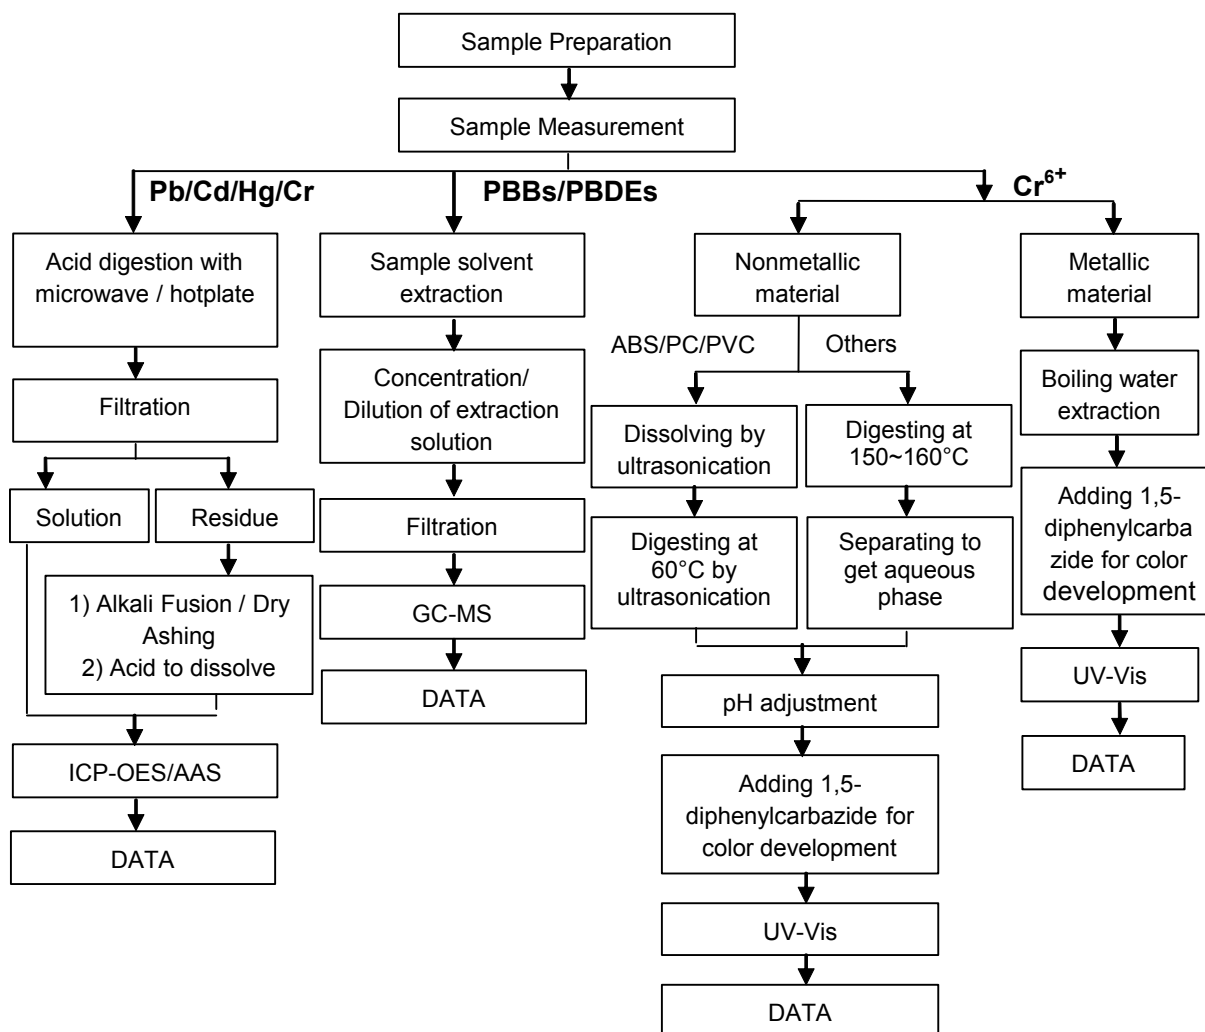 Sample Preparation
Sample Measurement
Pb/Cd/Hg/Cr
PBBs/PBDEs
Cr6+
Acid digestion with
microwave / hotplate
Sample solvent
extraction
Nonmetallic
material
Metallic
material
ABS/PC/PVC
Others
Filtration
Concentration/
Dilution of extraction
solution
Dissolving by
ultrasonication
Digesting at
150~160°C
Boiling water
extraction
Solution
Residue
Filtration
Digesting at
60°C by
ultrasonication
Separating to
get aqueous
phase
Adding 1,5-
diphenylcarba
zide for color
development
1) Alkali Fusion / Dry
Ashing
2) Acid to dissolve
GC-MS
DATA
pH adjustment
UV-Vis
DATA
ICP-OES/AAS
DATA
Adding 1,5-
diphenylcarbazide for
color development
UV-Vis
DATA